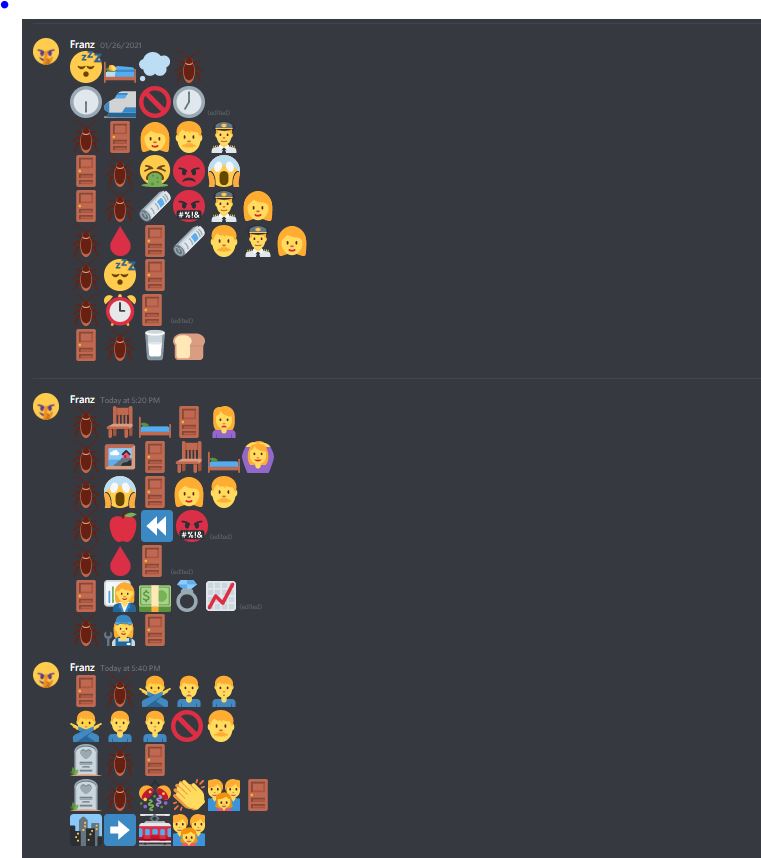 Franz 01/26/2021
😴🛌💭🪳
🕕🚄🚫🕖 (edited)
🪳🚪👩👨👨‍✈️
🚪🪳🤮😡😱
🚪🪳🗞️🤬👨‍✈️👩
🪳🩸🚪🗞️👨👨‍✈️👩
🪳😴🚪
🪳⏰🚪 (edited)
🚪🪳🥛🍞
Franz Today at 5:20 PM
🪳🪑🛏️🚪🙍‍♀️
🪳🖼️🚪🪑🛏️🙆‍♀️
🪳😱🚪👩👨
🪳🍎⏪🤬 (edited)
🪳🩸🚪 (edited)
🚪👩‍💼💵💍📈 (edited)
🪳👩‍🔧🚪
Franz Today at 5:40 PM
🚪🪳🙅‍♂️🤦‍♂️🤦‍♂️
🙅‍♂️🤦‍♂️🤦‍♂️🚫👨
🪦🪳🚪
🪦🪳🎊👏👨‍👩‍👧🚪
🏙️➡️🚋👨‍👩‍👧